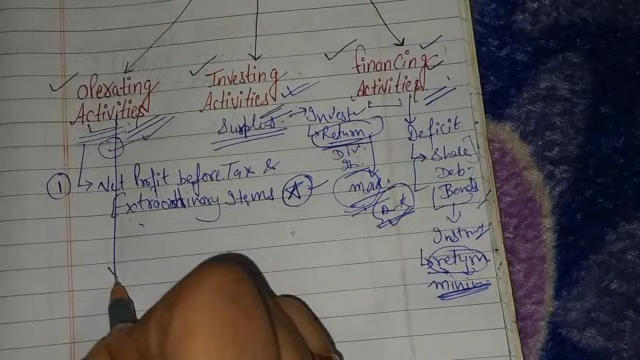 Operating
Activities
Investing
Activities
Surplus
Invest
Return
Div.
Int.
max.
financing
Activities
Deficit
Share
Deb.
Bonds
return
minim
① Net Profit before Tax &
Extraordinary Items (A)